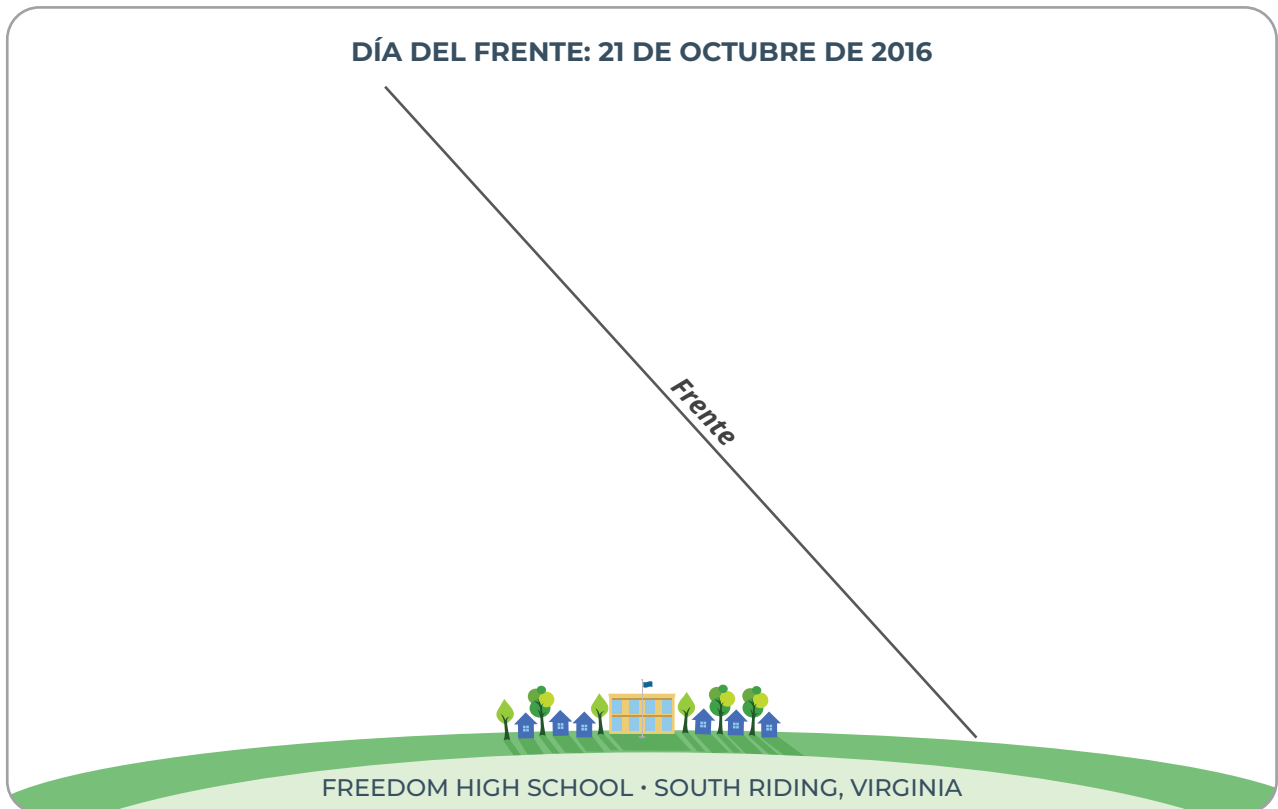 DÍA DEL FRENTE: 21 DE OCTUBRE DE 2016
Frente
FREEDOM HIGH SCHOOL • SOUTH RIDING, VIRGINIA